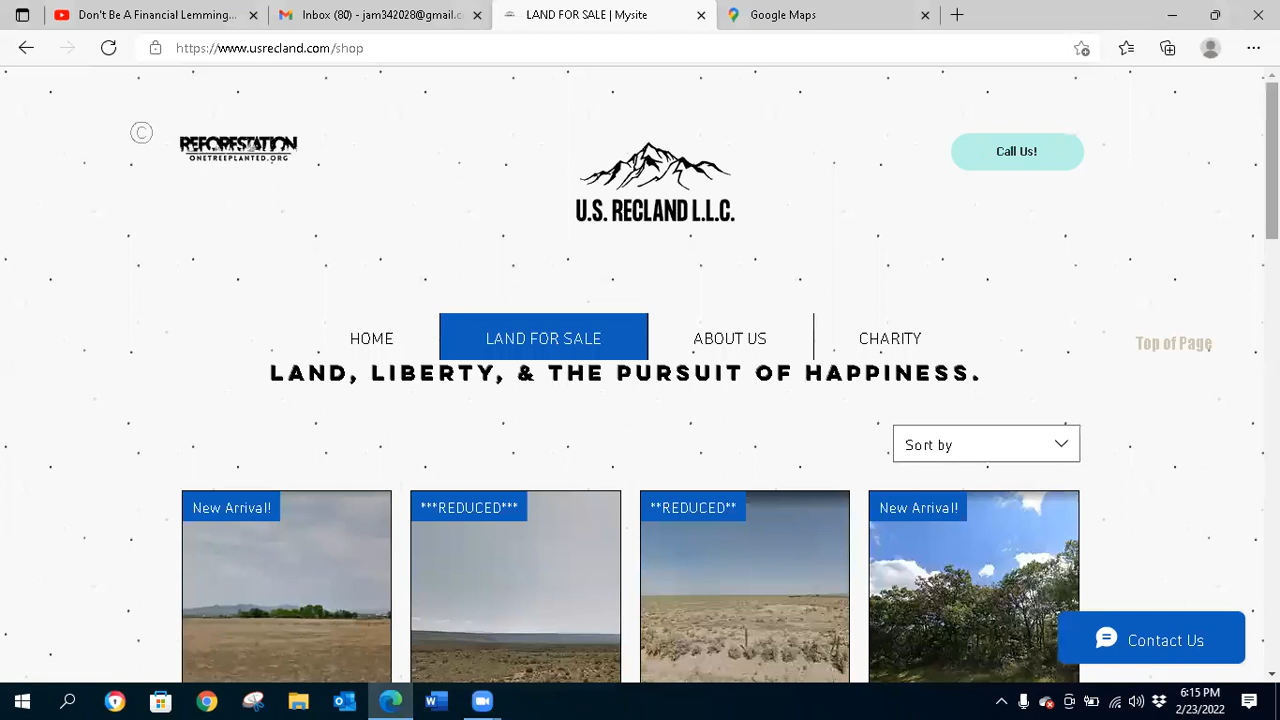 Don't Be A Financial Lemming...
Inbox (80) - jam342028@gmail.c
LAND FOR SALE | Mysite
Google Maps
https://www.usrecland.com/shop
©
REFORESTATION
ONETREEPLANTED.ORG
U.S. RECLAND L.L.C.
Call Us!
HOME
LAND FOR SALE
ABOUT US
CHARITY
Top of Page
LAND, LIBERTY, & THE PURSUIT OF HAPPINESS.
Sort by
New Arrival!
***REDUCED***
**REDUCED**
New Arrival!
Contact Us
6:15 PM
2/23/2022